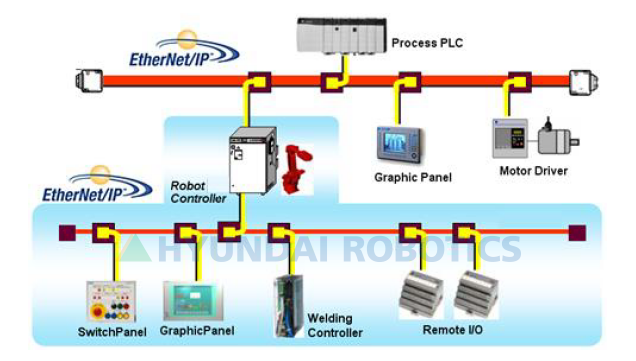 EtherNet/IP
Process PLC
Graphic Panel
Motor Driver
Robot
Controller
EtherNet/IP
HYUNDAI ROBOTICS
SwitchPanel
GraphicPanel
Welding
Controller
Remote I/O